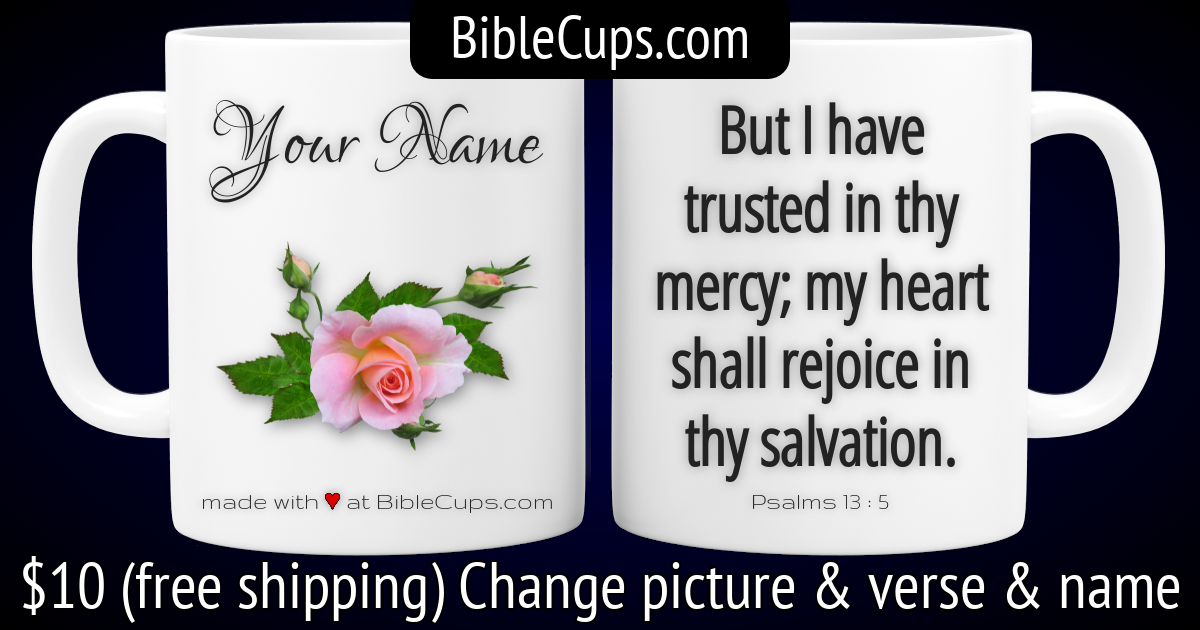 BibleCups.com
Your Name
made with ♥ at BibleCups.com
But I have
trusted in thy
mercy; my heart
shall rejoice in
thy salvation.
Psalms 13 : 5
$10 (free shipping) Change picture & verse & name